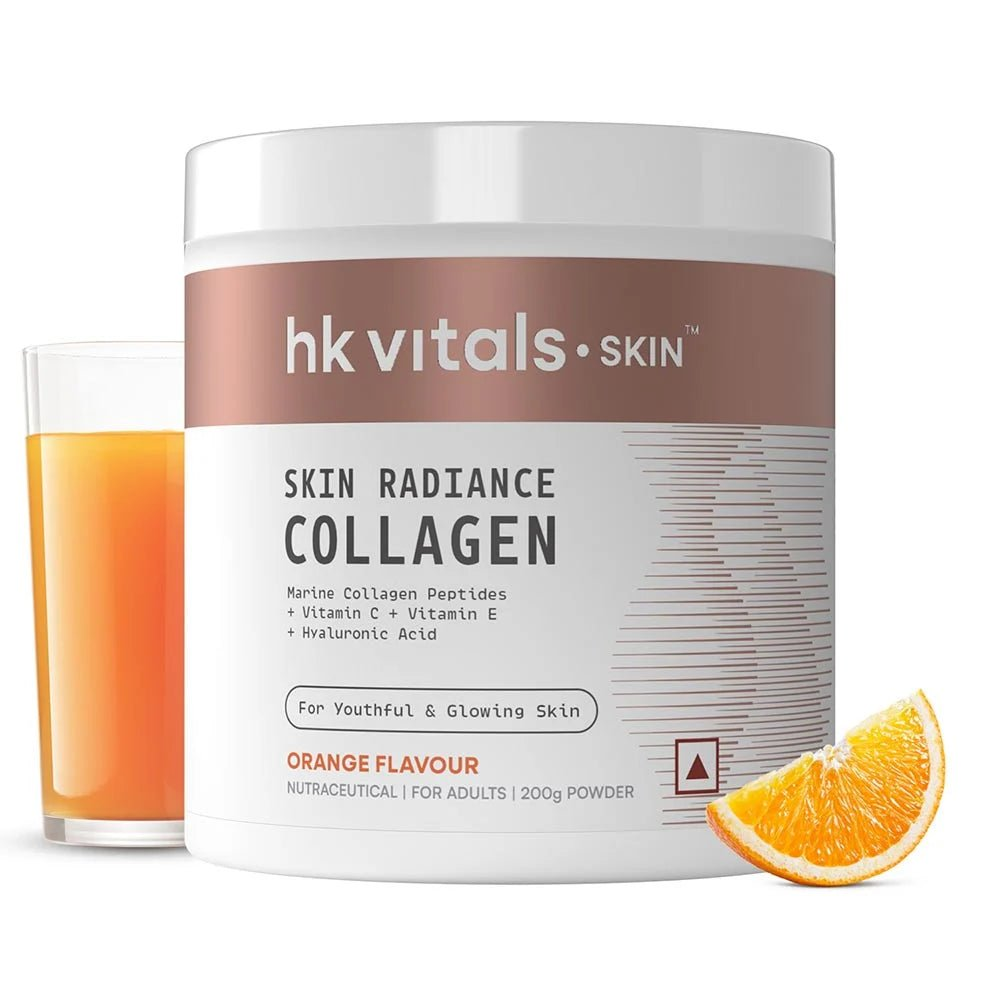 hk vitals • SKIN™
SKIN RADIANCE
COLLAGEN
Marine Collagen Peptides
+ Vitamin C + Vitamin E
+ Hyaluronic Acid
For Youthful & Glowing Skin
ORANGE FLAVOUR
NUTRACEUTICAL | FOR ADULTS | 200g POWDER